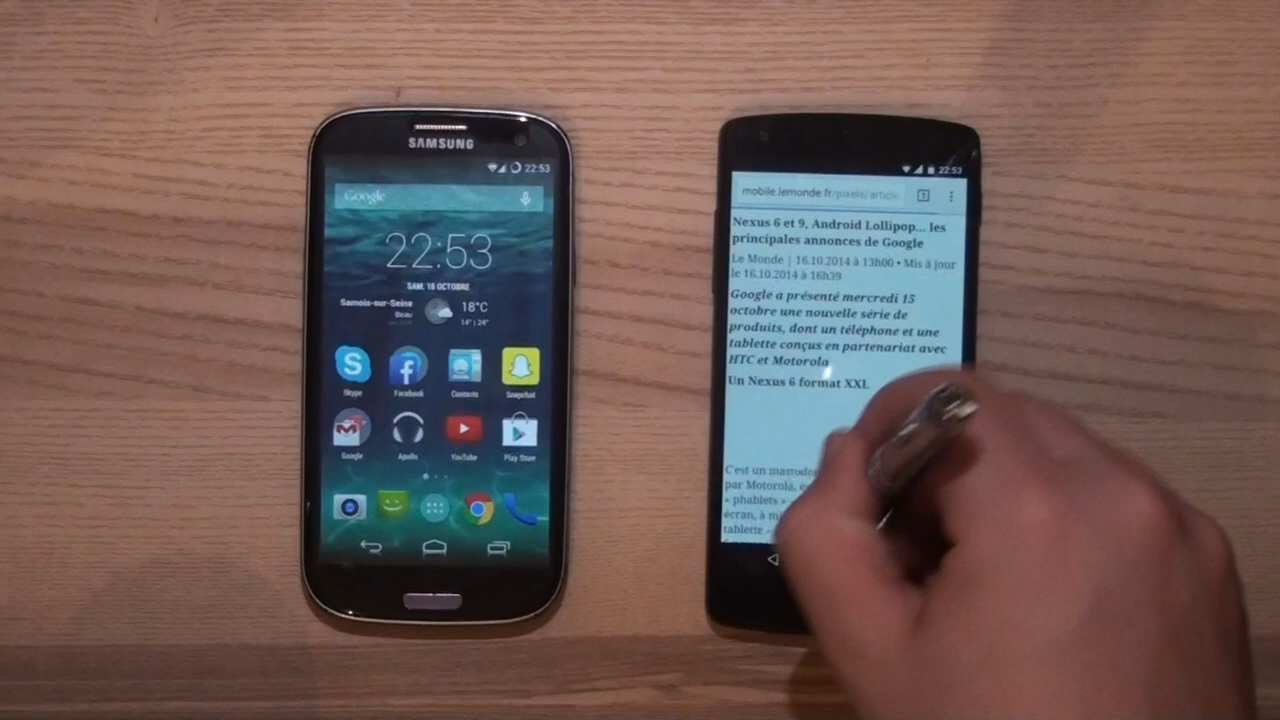 SAMSUNG
22:53
Google
22:53
SAM. 18 OCTOBRE
Samois-sur-Seine
Beau
18°C
14° | 24°
Skype
Facebook
Contacts
Snapchat
Google
Apollo
YouTube
Play Store
22:53
mobile.lemonde.fr/pixels/article
Nexus 6 et 9, Android Lollipop... les
principales annonces de Google
Le Monde | 16.10.2014 à 13h00 • Mis à jour
le 16.10.2014 à 16h39
Google a présenté mercredi 15
octobre une nouvelle série de
produits, dont un téléphone et une
tablette conçus en partenariat avec
HTC et Motorola
Un Nexus 6 format XXL
C'est un
par Motorola,
« phablets »
écran, à
tablette –